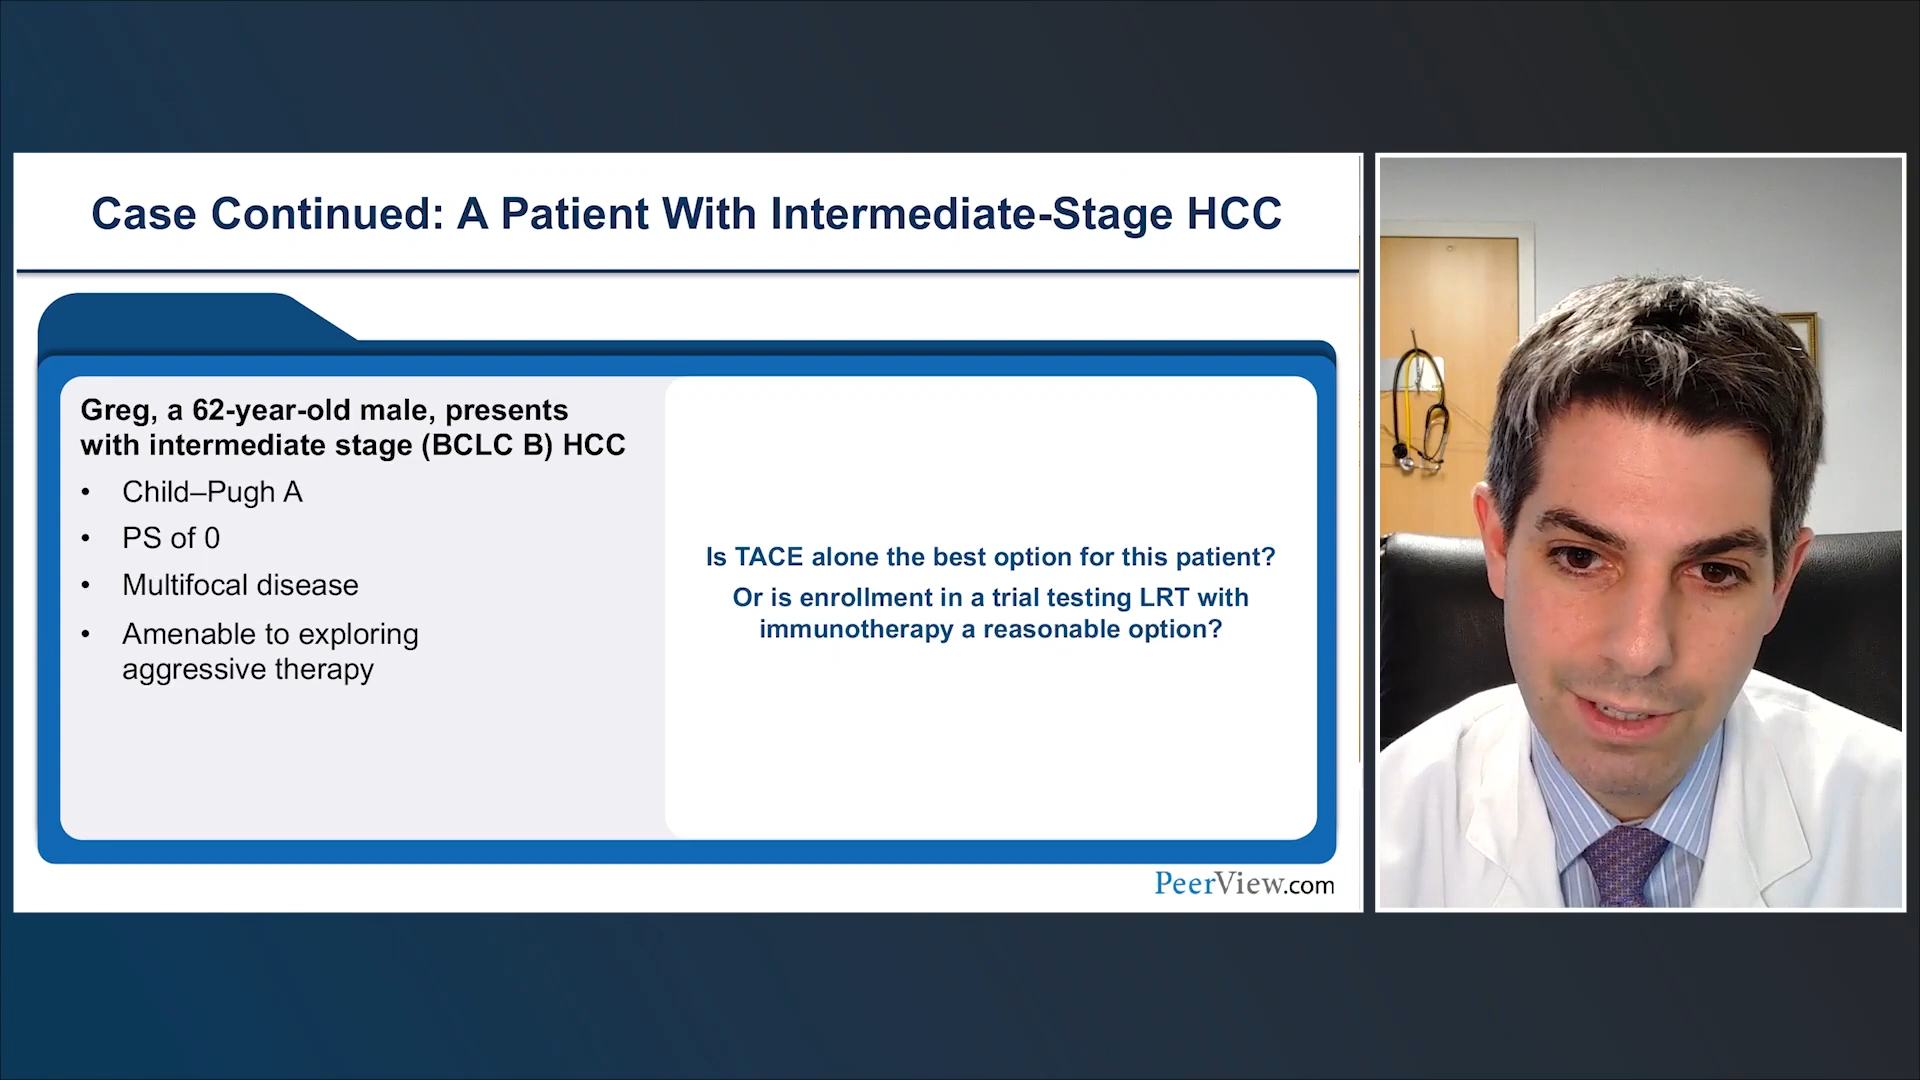 Case Continued: A Patient With Intermediate-Stage HCC
Greg, a 62-year-old male, presents
with intermediate stage (BCLC B) HCC
• Child–Pugh A
• PS of 0
• Multifocal disease
• Amenable to exploring
aggressive therapy
Is TACE alone the best option for this patient?
Or is enrollment in a trial testing LRT with
immunotherapy a reasonable option?
PeerView.com